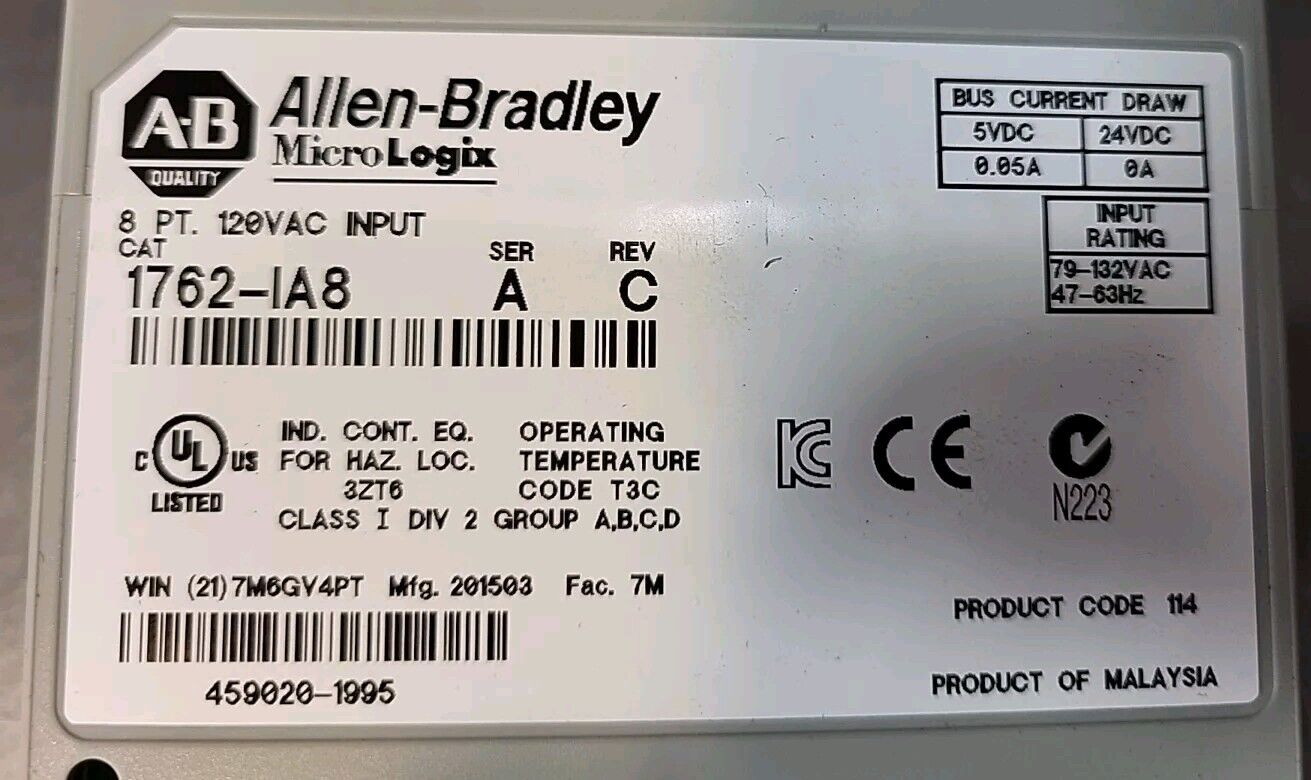 A-B
QUALITY
Allen-Bradley
MicroLogix
8 PT. 120VAC INPUT
CAT SER REV
1762-IA8 A C
BUS CURRENT DRAW
5VDC 24VDC
0.05A 0A
INPUT
RATING
79-132VAC
47-63Hz
C UL US
LISTED
IND. CONT. EQ.
FOR HAZ. LOC.
3ZT6
OPERATING
TEMPERATURE
CODE T3C
CLASS I DIV 2 GROUP A,B,C,D
KC CE
N223
WIN (21)7M6GV4PT Mfg. 201503 Fac. 7M
459020-1995
PRODUCT CODE 114
PRODUCT OF MALAYSIA